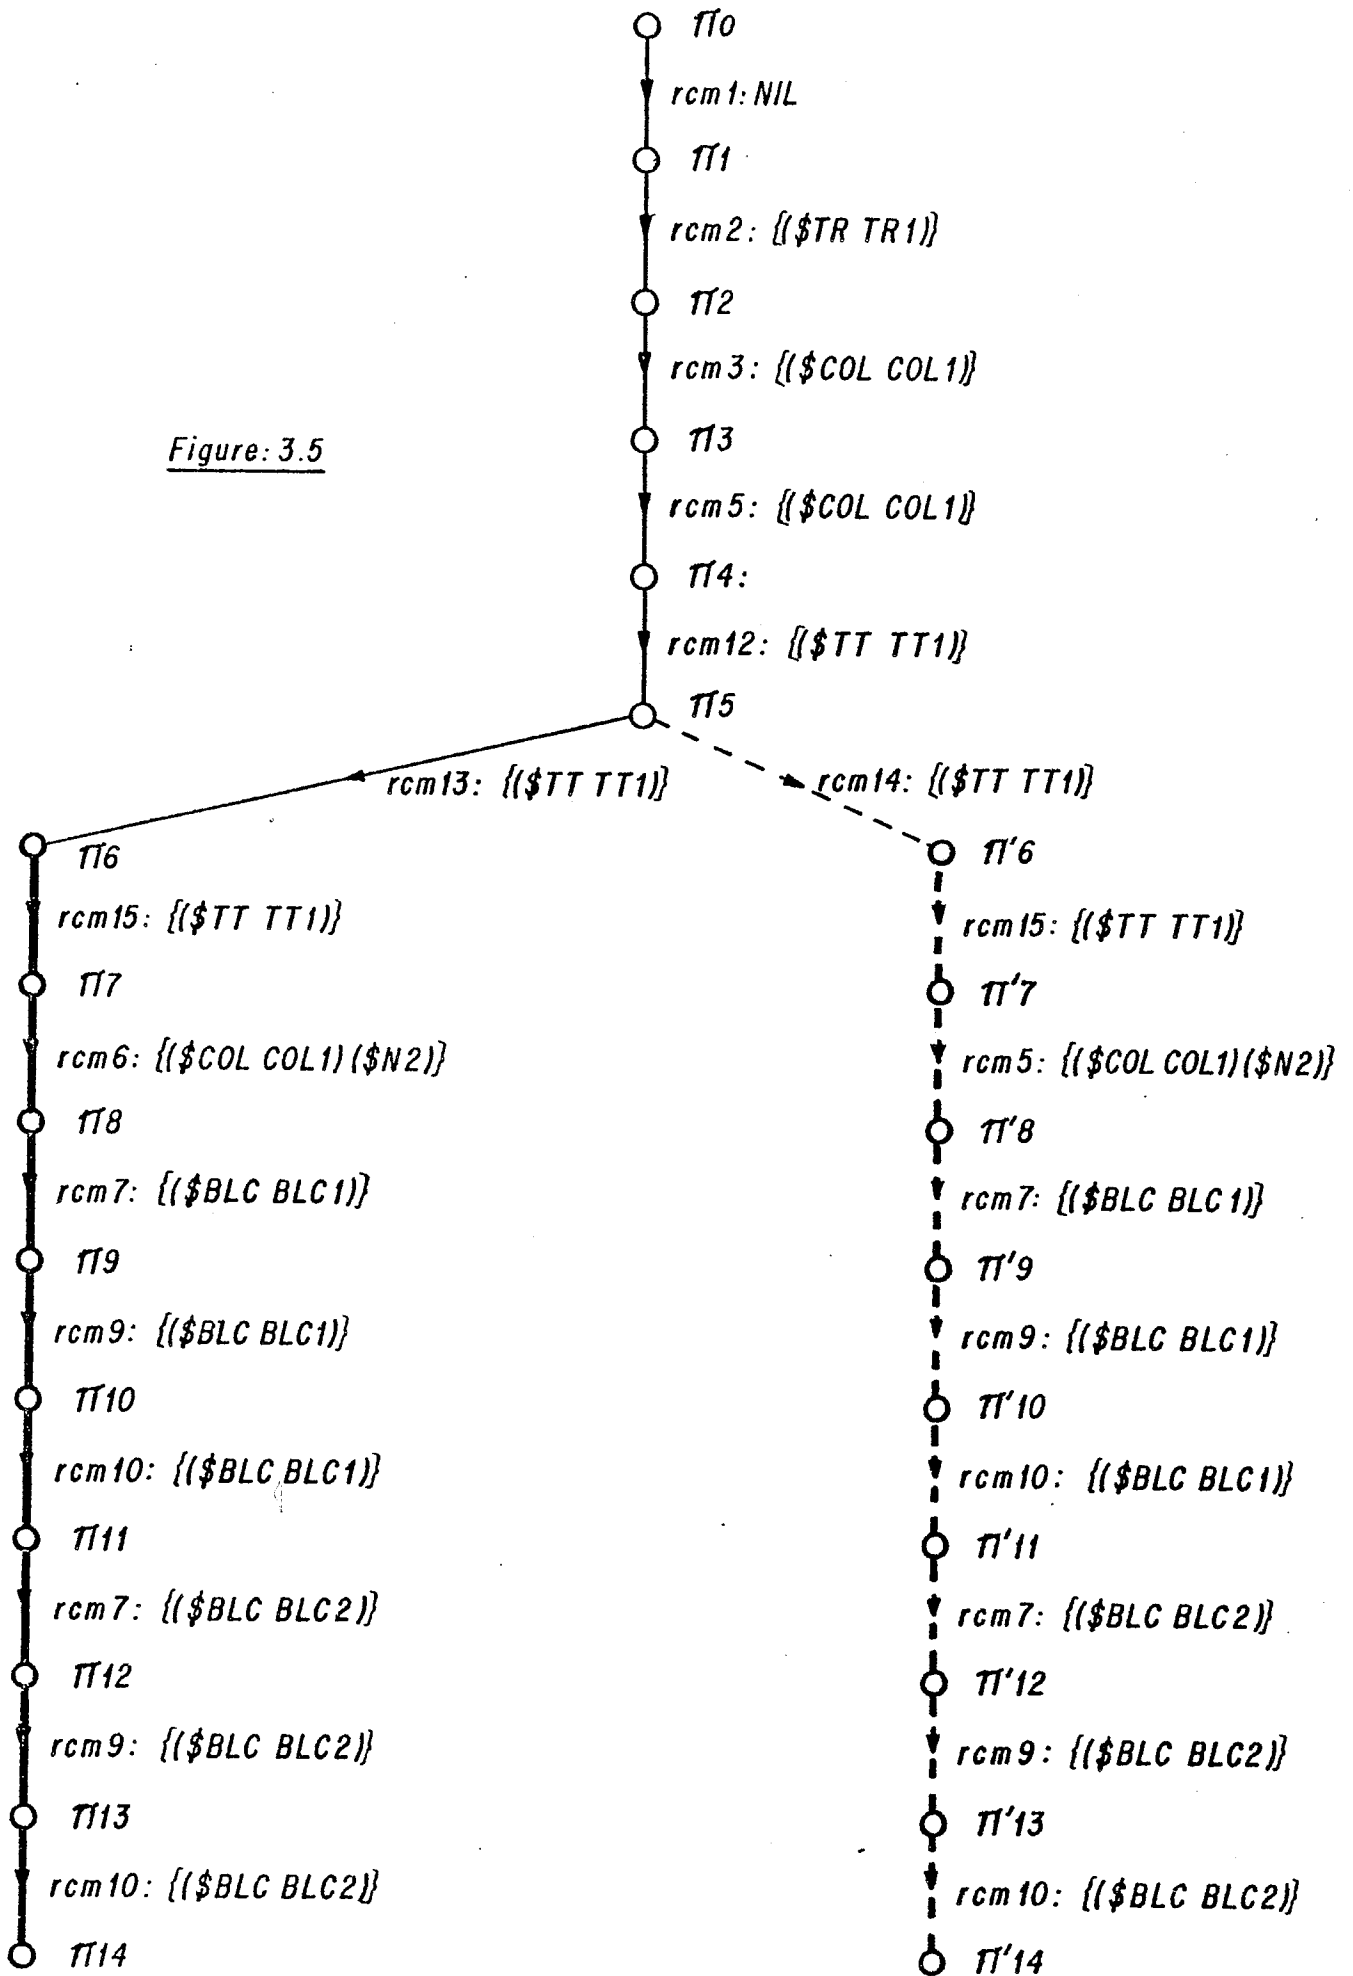 π0
rcm1: NIL
π1
rcm2: {($TR TR1)}
π2
rcm3: {($COL COL1)}
π3
Figure: 3.5
rcm5: {($COL COL1)}
π4:
rcm12: {($TT TT1)}
π5
rcm13: {($TT TT1)}
rcm14: {($TT TT1)}
π6
rcm15: {($TT TT1)}
π7
rcm6: {($COL COL1)($N2)}
π8
rcm7: {($BLC BLC1)}
π9
rcm9: {($BLC BLC1)}
π10
rcm10: {($BLC BLC1)}
π11
rcm7: {($BLC BLC2)}
π12
rcm9: {($BLC BLC2)}
π13
rcm10: {($BLC BLC2)}
π14
π'6
rcm15: {($TT TT1)}
π'7
rcm5: {($COL COL1)($N2)}
π'8
rcm7: {($BLC BLC1)}
π'9
rcm9: {($BLC BLC1)}
π'10
rcm10: {($BLC BLC1)}
π'11
rcm7: {($BLC BLC2)}
π'12
rcm9: {($BLC BLC2)}
π'13
rcm10: {($BLC BLC2)}
π'14